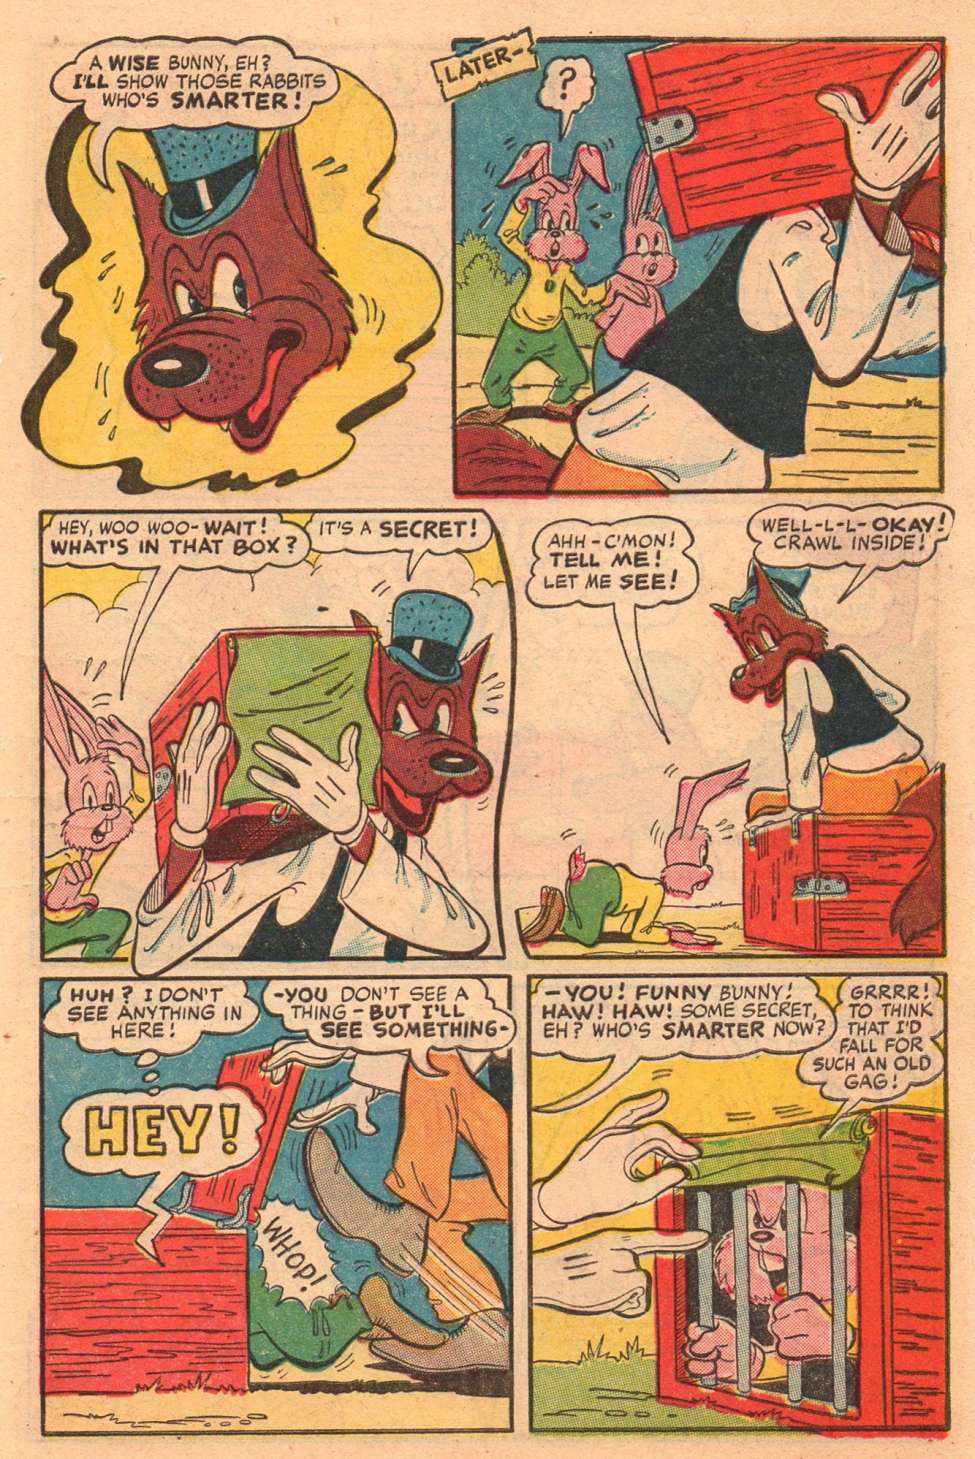 A WISE BUNNY, EH?
I'LL SHOW THOSE RABBITS
WHO'S SMARTER!
LATER-
?
HEY, WOO WOO-WAIT!
WHAT'S IN THAT BOX?
IT'S A SECRET!
AHH-C'MON!
TELL ME!
LET ME SEE!
WELL-L-L-OKAY!
CRAWL INSIDE!
HUH? I DON'T
SEE ANYTHING IN
HERE!
-YOU DON'T SEE A
THING-BUT I'LL
SEE SOMETHING-
HEY!
WHOP!
-YOU! FUNNY BUNNY!
HAW! HAW! SOME SECRET,
EH? WHO'S SMARTER NOW?
GRRRR!
TO THINK
THAT I'D
FALL FOR
SUCH AN OLD
GAG!